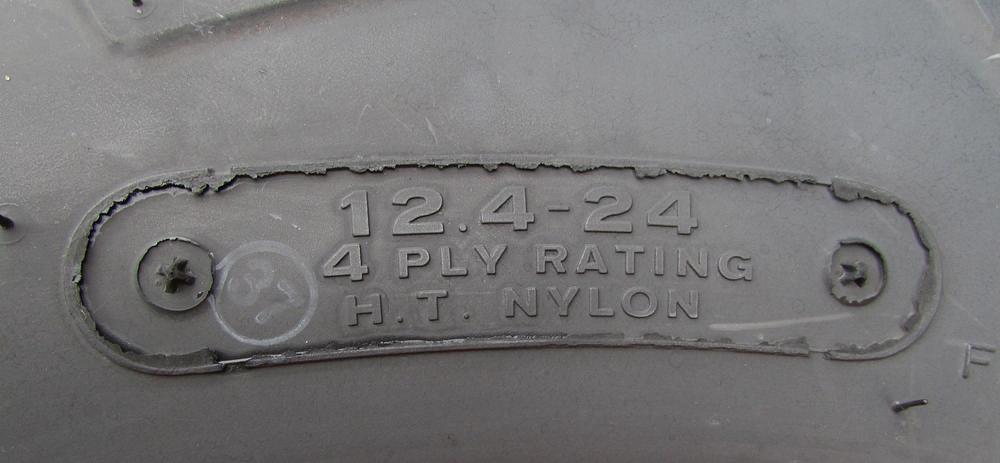 12.4-24
4 PLY RATING
H.T. NYLON
F